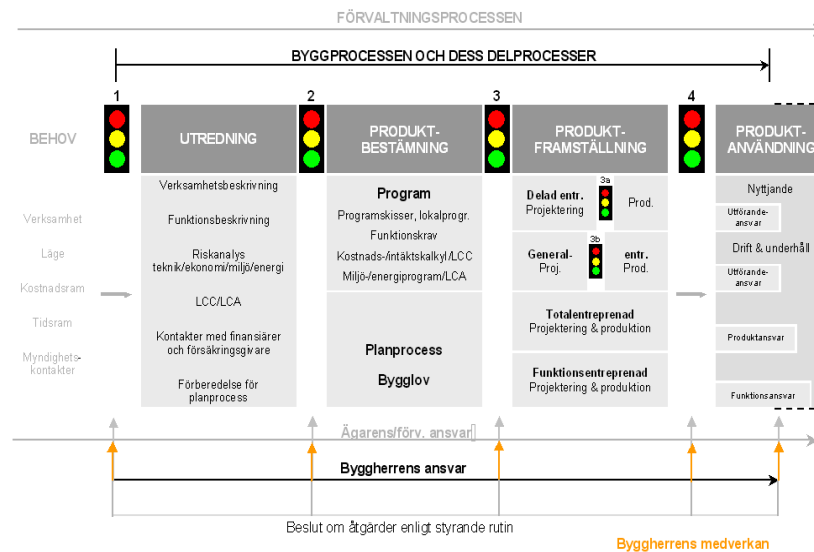 FÖRVALTNINGSPROCESSEN
BYGGPROCESSEN OCH DESS DELPROCESSER
1
2
3
4
BEHOV
UTREDNING
PRODUKT-
BESTÄMNING
PRODUKT-
FRAMSTÄLLNING
PRODUKT-
ANVÄNDNING
Verksamhet
Läge
Kostnadsram
Tidsram
Myndighets-
kontakter
Verksamhetsbeskrivning
Funktionsbeskrivning
Riskanalys
teknik/ekonomi/miljö/energi
LCC/LCA
Kontakter med finansiärer
och försäkringsgivare
Förberedelse för
planprocess
Program
Programskisser, lokalprogr.
Funktionskrav
Kostnads-/intäktskalkyl/LCC
Miljö-/energiprogram/LCA
Planprocess
Bygglov
3a
Delad entr.
Projektering
Prod.
3b
General-
Proj.
entr.
Prod.
Totalentreprenad
Projektering & produktion
Funktionsentreprenad
Projektering & produktion
Nyttjande
Utförande-
ansvar
Drift & underhåll
Utförande-
ansvar
Produktansvar
Funktionsansvar
Ägarens/förv. ansvar
Byggherrens ansvar
Beslut om åtgärder enligt styrande rutin
Byggherrens medverkan